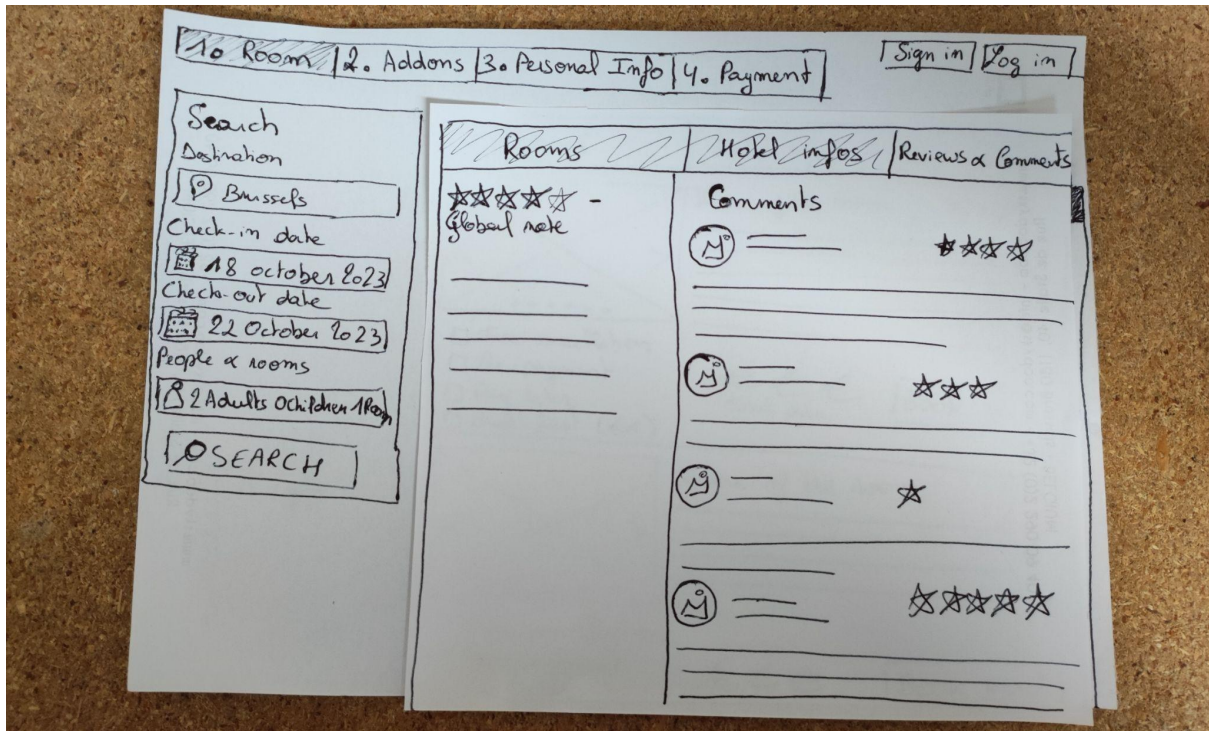 1. Room 2. Addons 3. Personal Info 4. Payment
Sign in Log in
Search
Destination
Brussels
Check-in date
18 october 2023
Check-out date
22 October 2023
People & rooms
2 Adults 0 children 1 Room
SEARCH
Rooms Hotel infos Reviews & Comments
Global note
Comments